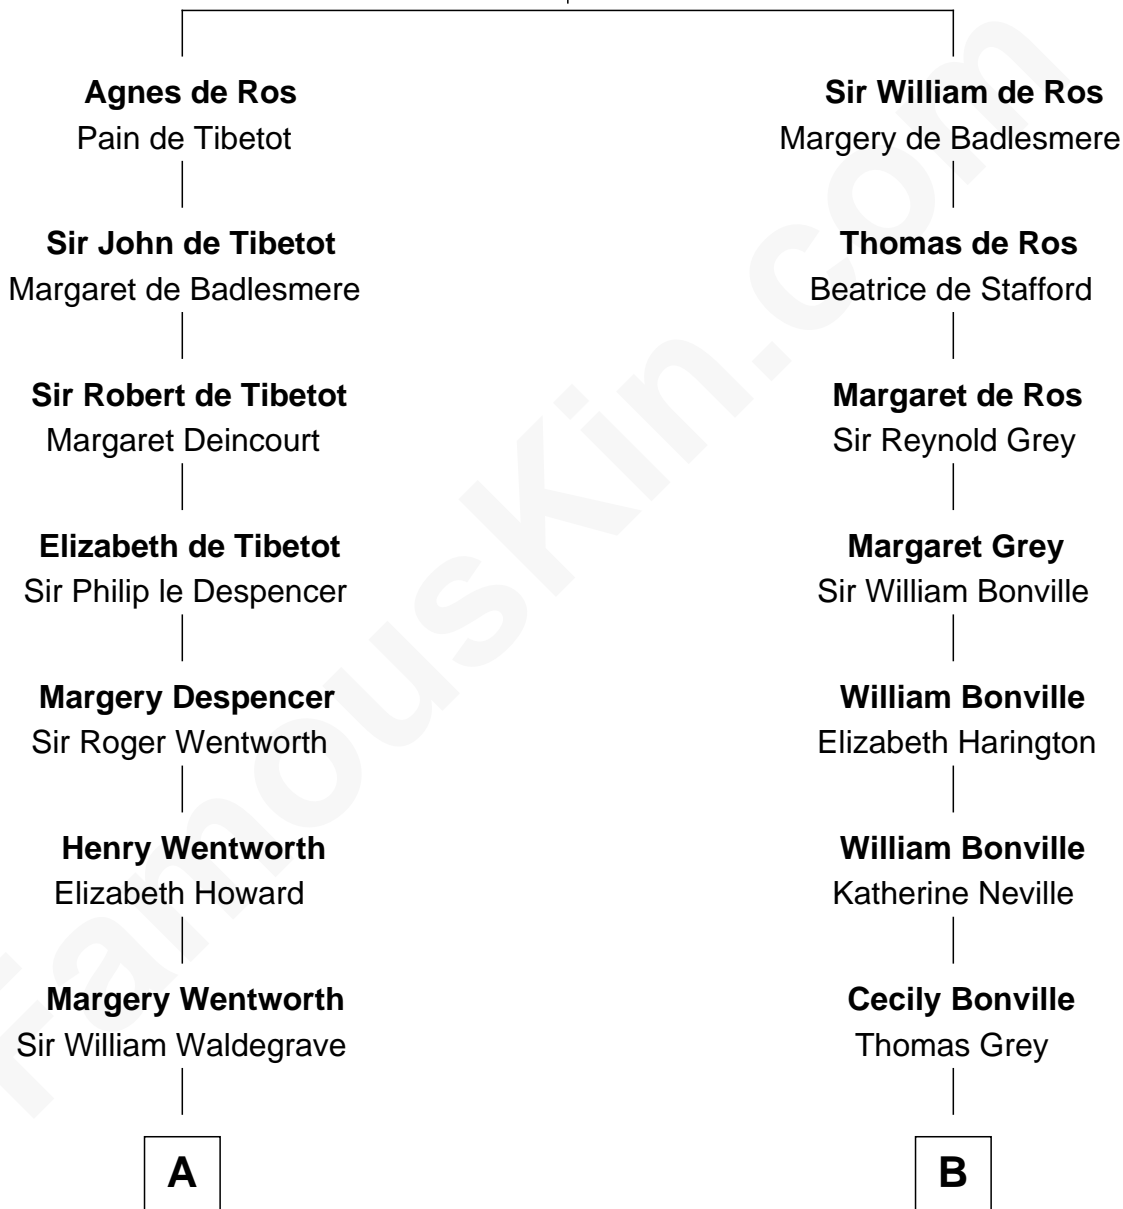 Agnes de Ros
Pain de Tibetot
Sir John de Tibetot
Margaret de Badlesmere
Sir Robert de Tibetot
Margaret Deincourt
Elizabeth de Tibetot
Sir Philip le Despencer
Margery Despencer
Sir Roger Wentworth
Henry Wentworth
Elizabeth Howard
Margery Wentworth
Sir William Waldegrave
A
Sir William de Ros
Margery de Badlesmere
Thomas de Ros
Beatrice de Stafford
Margaret de Ros
Sir Reynold Grey
Margaret Grey
Sir William Bonville
William Bonville
Elizabeth Harington
William Bonville
Katherine Neville
Cecily Bonville
Thomas Grey
B
FamousKin.com